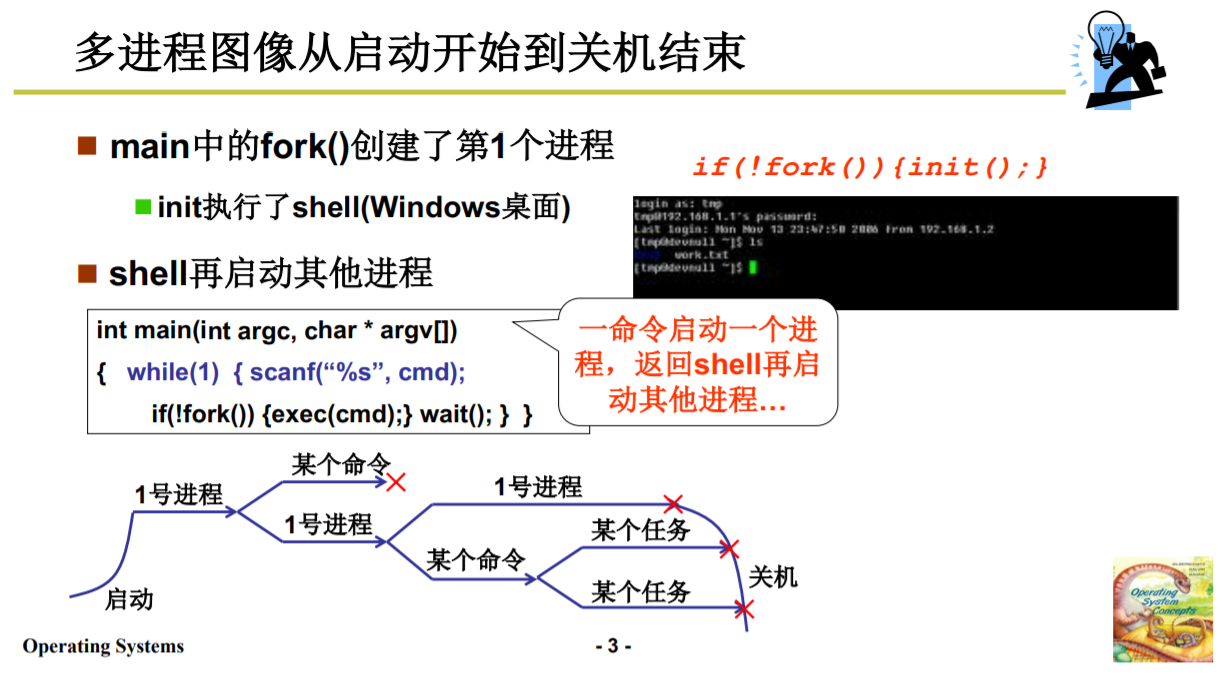 多进程图像从启动开始到关机结束
main中的fork()创建了第1个进程
init执行了shell(Windows桌面)
shell再启动其他进程
if(!fork()){init();}
login as: tmp
tmp@192.168.1.1's password:
Last login: Mon Nov 13 23:47:50 2006 from 192.168.1.2
[tmp@devnull ~]$ ls
work.txt
[tmp@devnull ~]$
int main(int argc, char * argv[])
{ while(1) { scanf(“%s”, cmd);
if(!fork()) {exec(cmd);} wait(); } }
一命令启动一个进
程，返回shell再启
动其他进程…
某个命令
1号进程
1号进程
1号进程
某个任务
某个命令
某个任务
启动
关机
Operating
System
Concepts
Operating Systems
- 3 -